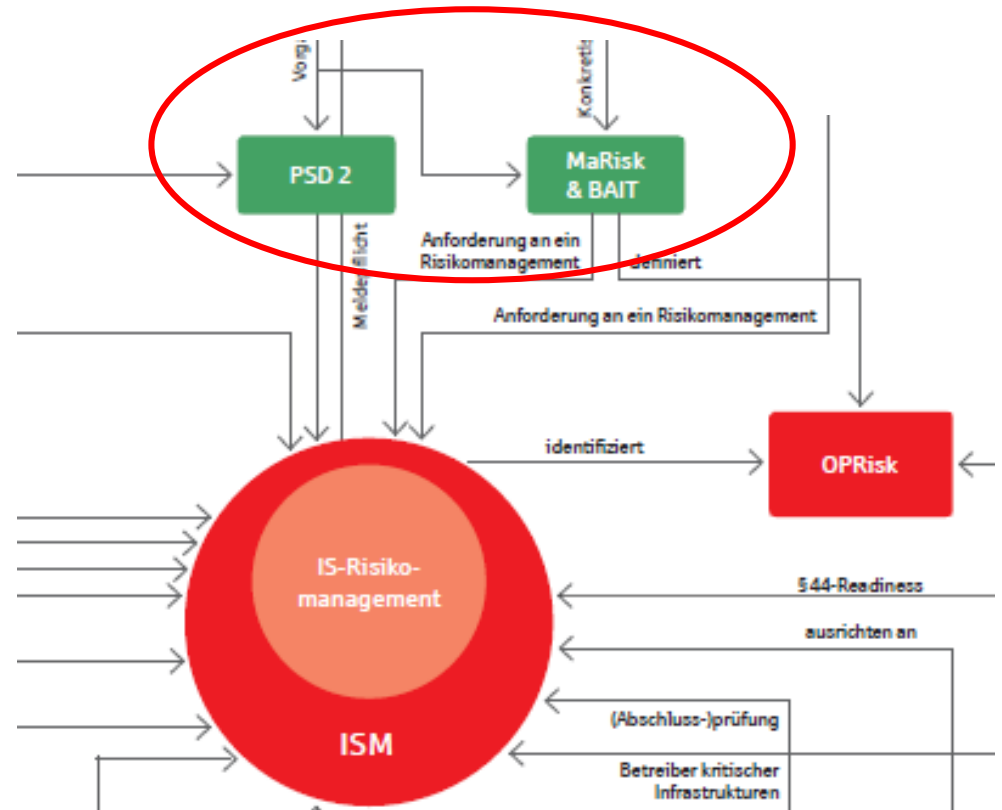 PSD 2
MaRisk
& BAIT
Meldepflicht
Anforderung an ein
Risikomanagement
definiert
Anforderung an ein Risikomanagement
identifiziert
OPRisk
IS-Risiko-
management
ISM
§44-Readiness
ausrichten an
(Abschluss-)prüfung
Betreiber kritischer
Infrastrukturen